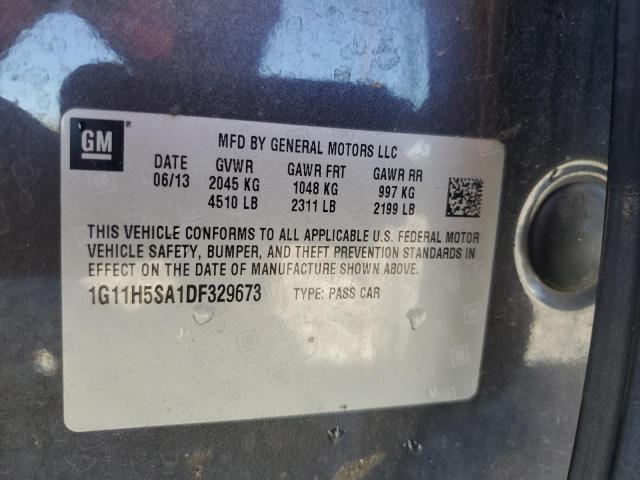 GM ®
MFD BY GENERAL MOTORS LLC
DATE GVWR GAWR FRT GAWR RR
06/13 2045 KG 1048 KG 997 KG
4510 LB 2311 LB 2199 LB
THIS VEHICLE CONFORMS TO ALL APPLICABLE U.S. FEDERAL MOTOR
VEHICLE SAFETY, BUMPER, AND THEFT PREVENTION STANDARDS IN
EFFECT ON THE DATE OF MANUFACTURE SHOWN ABOVE.
1G11H5SA1DF329673 TYPE: PASS CAR